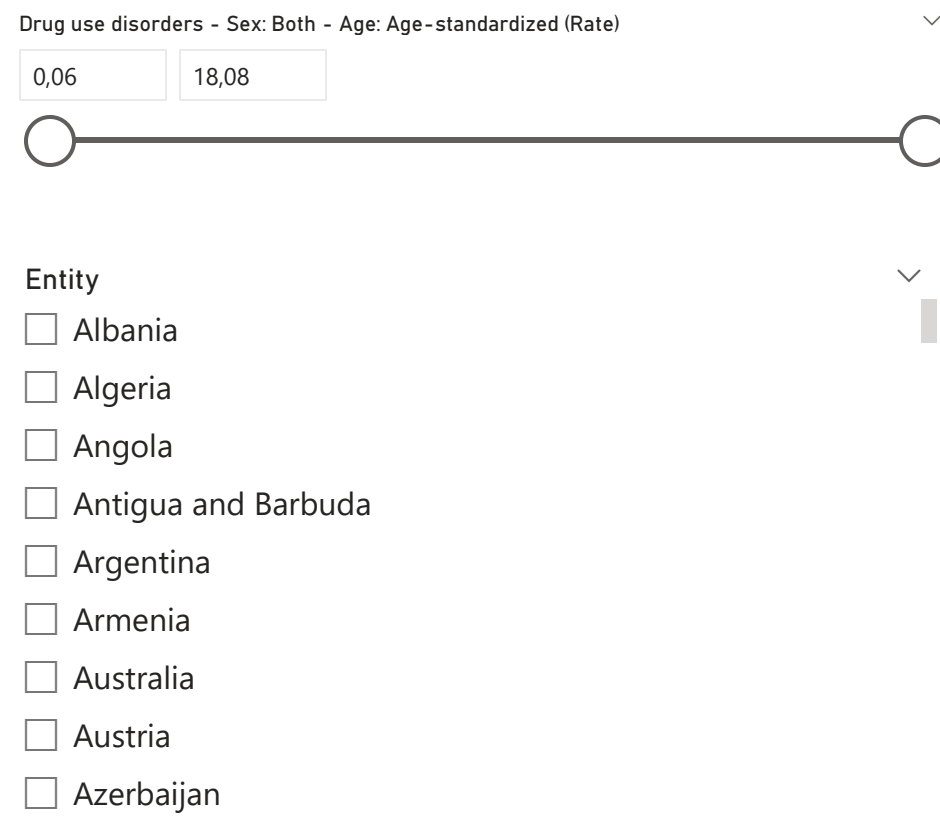 Drug use disorders - Sex: Both - Age: Age-standardized (Rate)
0,06 18,08
Entity
Albania
Algeria
Angola
Antigua and Barbuda
Argentina
Armenia
Australia
Austria
Azerbaijan